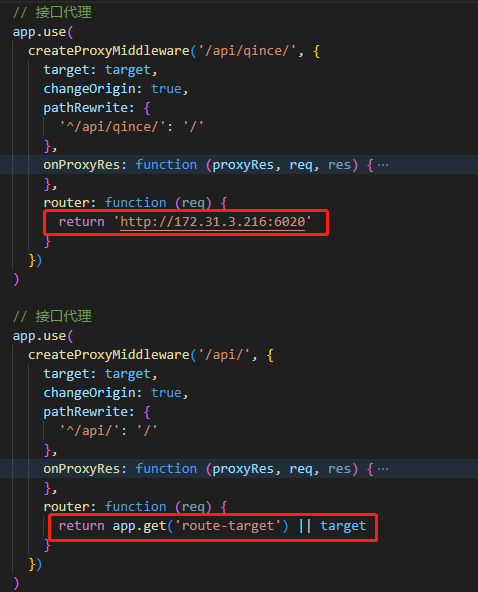 // 接口代理
app.use(
createProxyMiddleware('/api/qince/', {
target: target,
changeOrigin: true,
pathRewrite: {
'^/api/qince/': '/'
},
onProxyRes: function (proxyRes, req, res) {···
},
router: function (req) {
return 'http://172.31.3.216:6020'
}
})
)
// 接口代理
app.use(
createProxyMiddleware('/api/', {
target: target,
changeOrigin: true,
pathRewrite: {
'^/api/': '/'
},
onProxyRes: function (proxyRes, req, res) {···
},
router: function (req) {
return app.get('route-target') || target
}
})
)